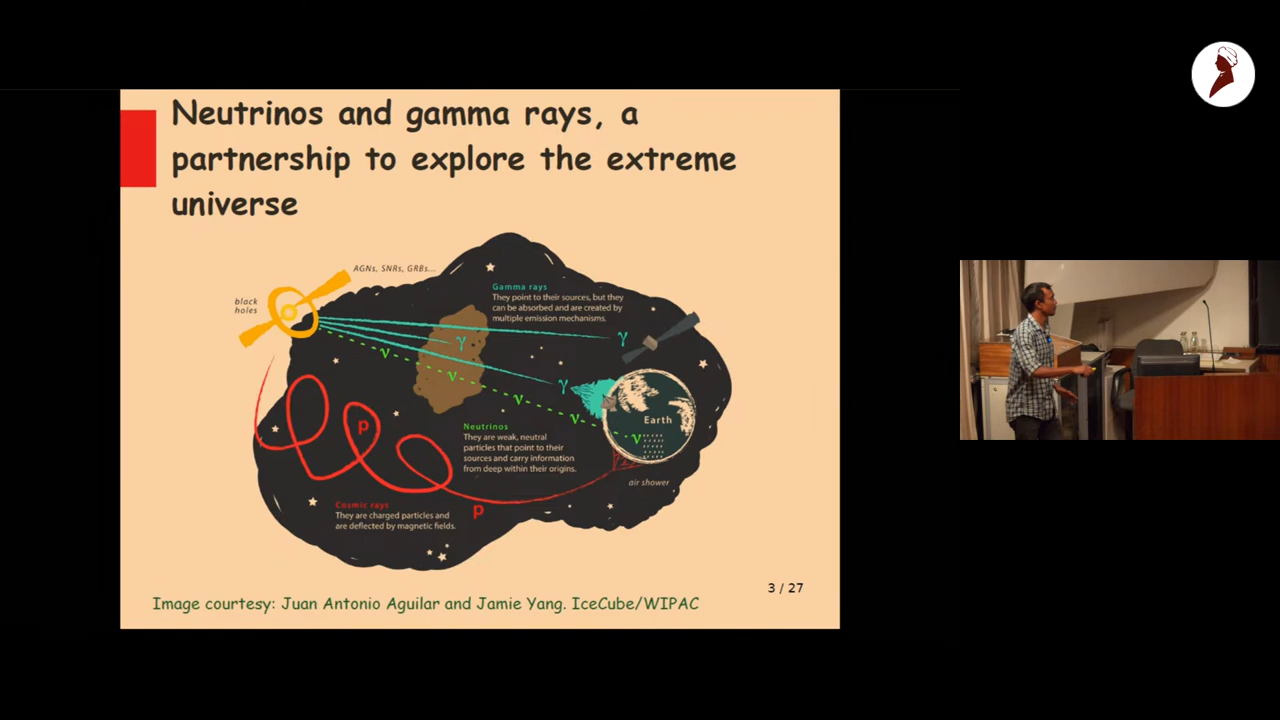 Neutrinos and gamma rays, a
partnership to explore the extreme
universe
AGNs, SNRs, GRBs...
black
holes
Gamma rays
They point to their sources, but they
can be absorbed and are created by
multiple emission mechanisms.
γ
γ
γ
ν
ν
ν
ν
ν
Earth
p
Neutrinos
They are weak, neutral
particles that point to their
sources and carry information
from deep within their origins.
air shower
Cosmic rays
They are charged particles and
are deflected by magnetic fields.
p
3 / 27
Image courtesy: Juan Antonio Aguilar and Jamie Yang. IceCube/WIPAC